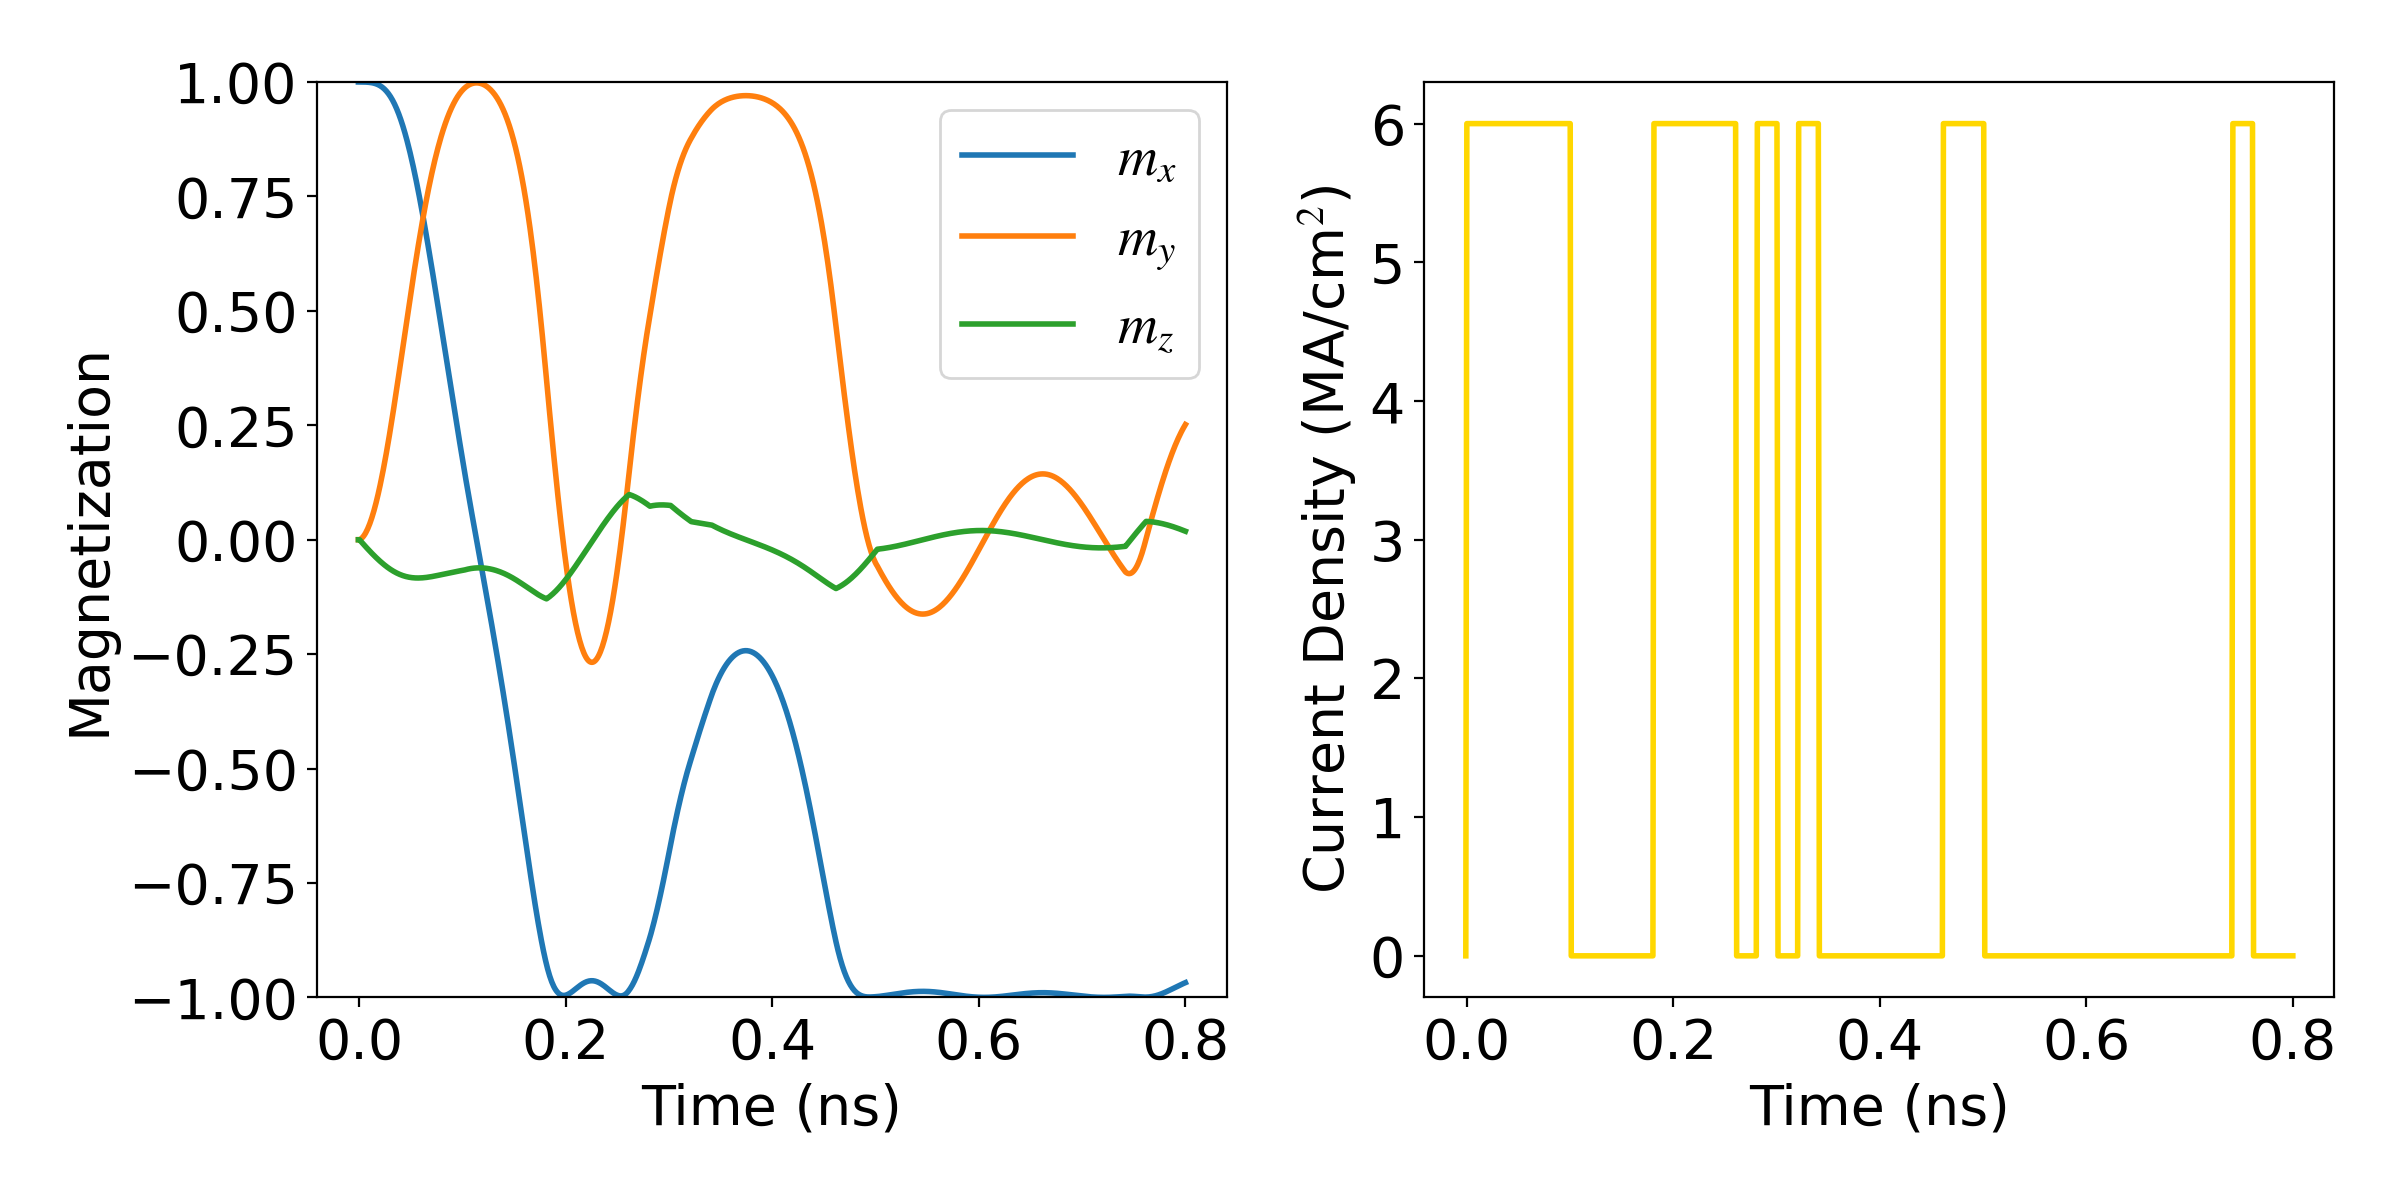 1.00
0.75
0.50
0.25
0.00
−0.25
−0.50
−0.75
−1.00
Magnetization
0.0 0.2 0.4 0.6 0.8
Time (ns)
mₓ
m_y
m_z
6
5
4
3
2
1
0
Current Density (MA/cm²)
0.0 0.2 0.4 0.6 0.8
Time (ns)